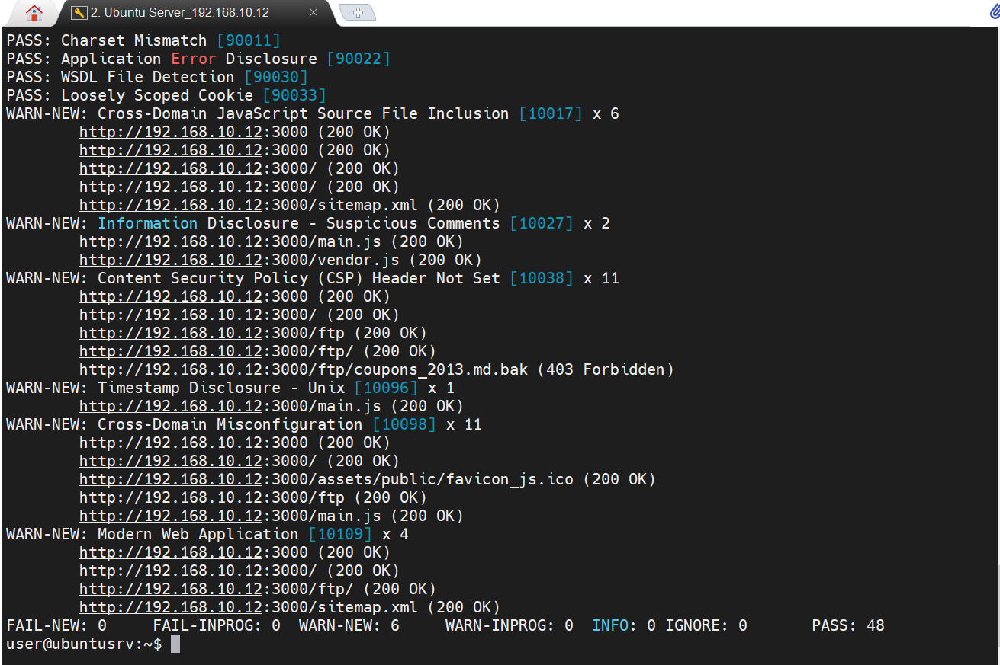 2. Ubuntu Server_192.168.10.12
PASS: Charset Mismatch [90011]
PASS: Application Error Disclosure [90022]
PASS: WSDL File Detection [90030]
PASS: Loosely Scoped Cookie [90033]
WARN-NEW: Cross-Domain JavaScript Source File Inclusion [10017] x 6
http://192.168.10.12:3000 (200 OK)
http://192.168.10.12:3000 (200 OK)
http://192.168.10.12:3000/ (200 OK)
http://192.168.10.12:3000/ (200 OK)
http://192.168.10.12:3000/sitemap.xml (200 OK)
WARN-NEW: Information Disclosure - Suspicious Comments [10027] x 2
http://192.168.10.12:3000/main.js (200 OK)
http://192.168.10.12:3000/vendor.js (200 OK)
WARN-NEW: Content Security Policy (CSP) Header Not Set [10038] x 11
http://192.168.10.12:3000 (200 OK)
http://192.168.10.12:3000/ (200 OK)
http://192.168.10.12:3000/ftp (200 OK)
http://192.168.10.12:3000/ftp/ (200 OK)
http://192.168.10.12:3000/ftp/coupons_2013.md.bak (403 Forbidden)
WARN-NEW: Timestamp Disclosure - Unix [10096] x 1
http://192.168.10.12:3000/main.js (200 OK)
WARN-NEW: Cross-Domain Misconfiguration [10098] x 11
http://192.168.10.12:3000 (200 OK)
http://192.168.10.12:3000/ (200 OK)
http://192.168.10.12:3000/assets/public/favicon_js.ico (200 OK)
http://192.168.10.12:3000/ftp (200 OK)
http://192.168.10.12:3000/main.js (200 OK)
WARN-NEW: Modern Web Application [10109] x 4
http://192.168.10.12:3000 (200 OK)
http://192.168.10.12:3000/ (200 OK)
http://192.168.10.12:3000/ftp/ (200 OK)
http://192.168.10.12:3000/sitemap.xml (200 OK)
FAIL-NEW: 0 FAIL-INPROG: 0 WARN-NEW: 6 WARN-INPROG: 0 INFO: 0 IGNORE: 0 PASS: 48
user@ubuntusrv:~$